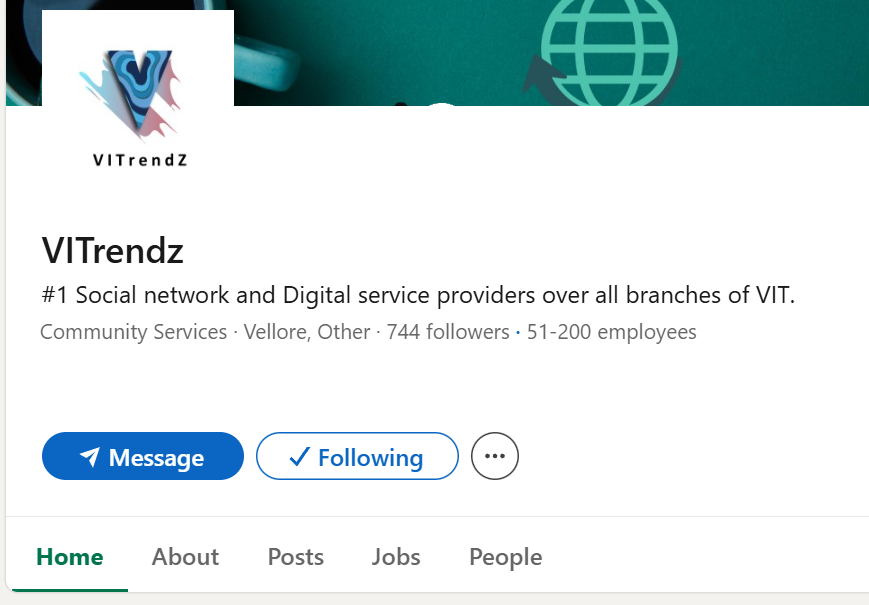 VITrendZ
VITrendz
#1 Social network and Digital service providers over all branches of VIT.
Community Services · Vellore, Other · 744 followers · 51-200 employees
Message
Following
Home About Posts Jobs People